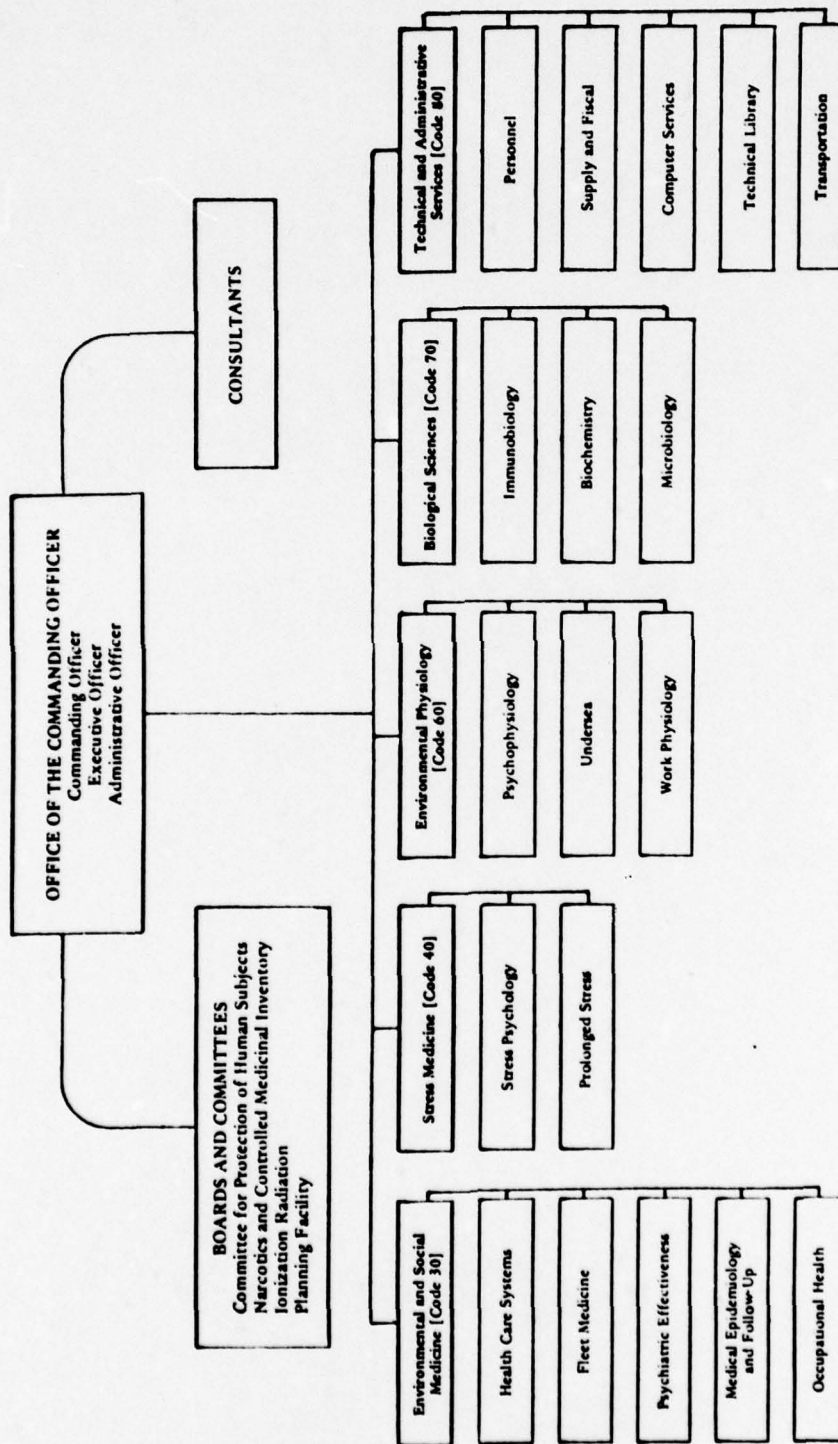 OFFICE OF THE COMMANDING OFFICER
Commanding Officer
Executive Officer
Administrative Officer
BOARDS AND COMMITTEES
Committee for Protection of Human Subjects
Narcotics and Controlled Medicinal Inventory
Ionization Radiation
Planning Facility
CONSULTANTS
Environmental and Social
Medicine [Code 30]
Health Care Systems
Fleet Medicine
Psychiatric Effectiveness
Medical Epidemiology
and Follow-Up
Occupational Health
Stress Medicine [Code 40]
Stress Psychology
Prolonged Stress
Environmental Physiology
[Code 60]
Psychophysiology
Undersea
Work Physiology
Biological Sciences [Code 70]
Immunobiology
Biochemistry
Microbiology
Technical and Administrative
Services [Code 80]
Personnel
Supply and Fiscal
Computer Services
Technical Library
Transportation